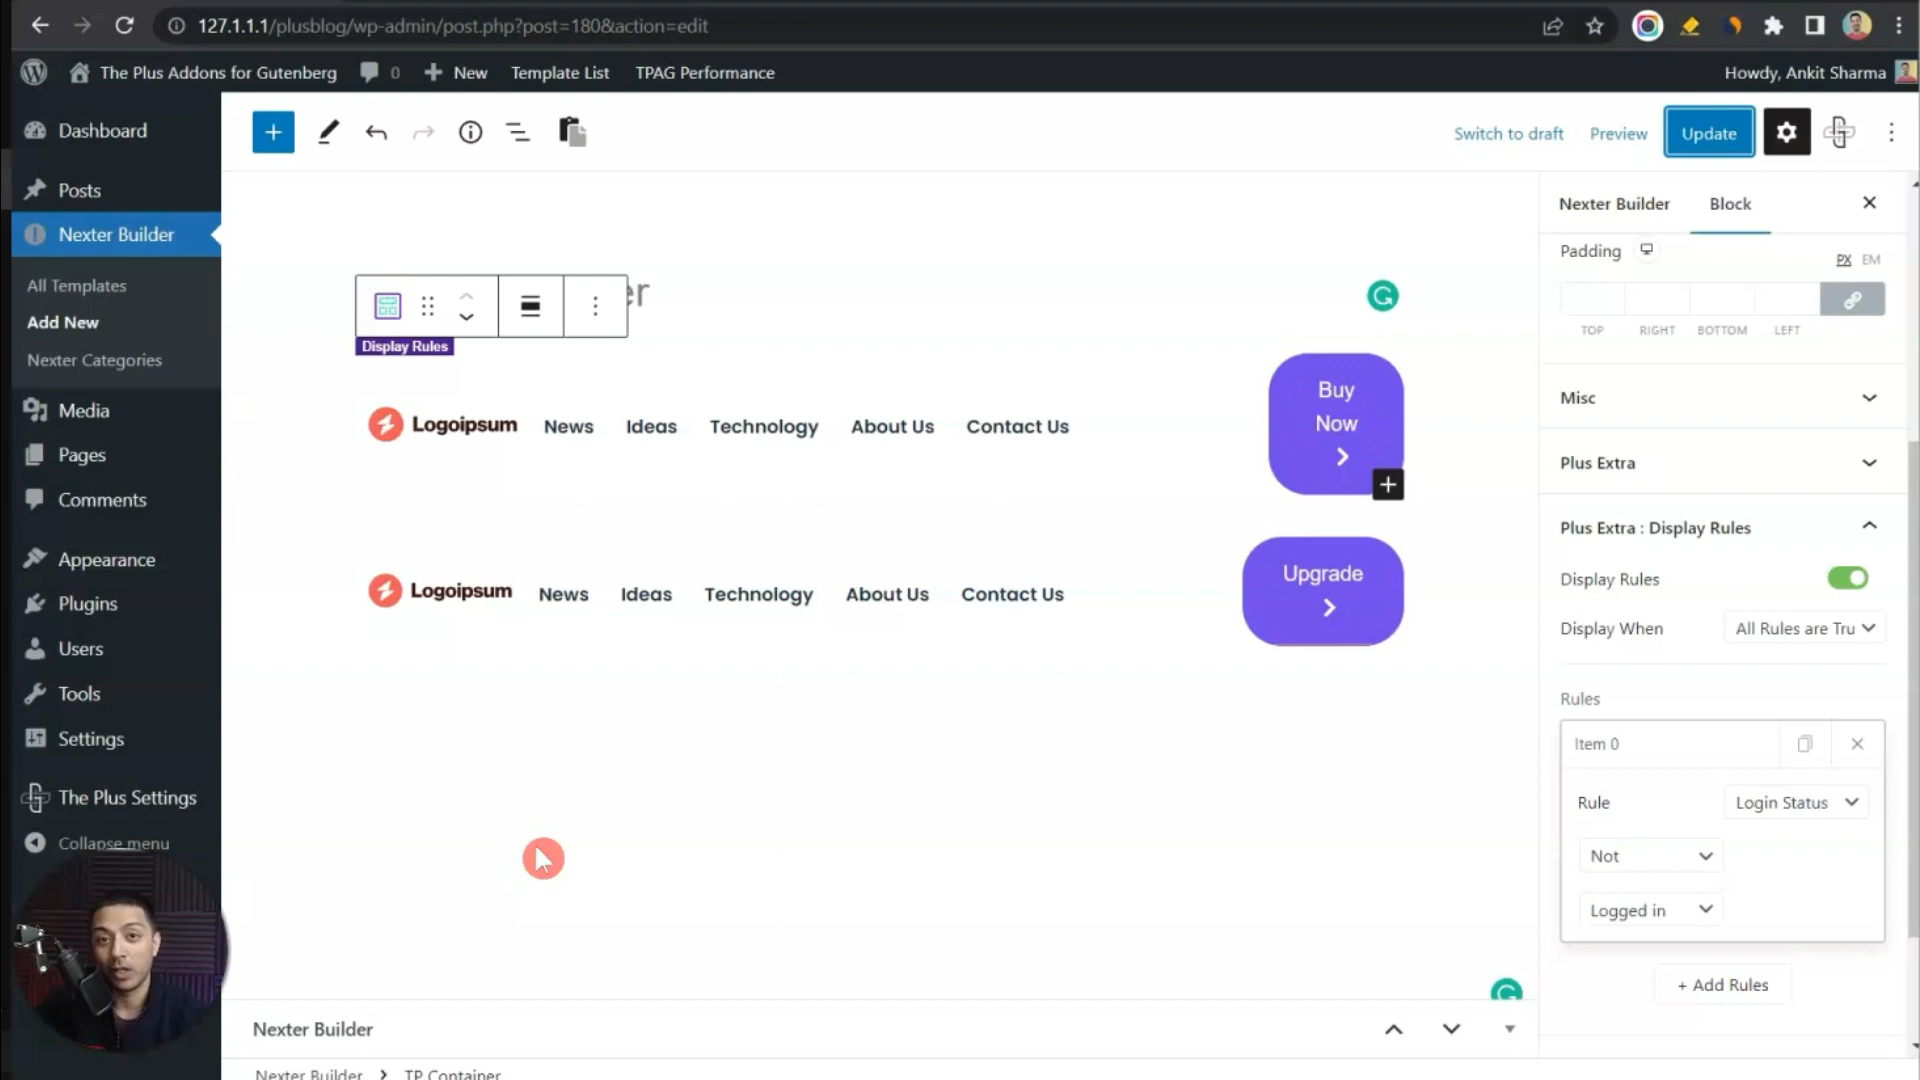 127.1.1.1/plusblog/wp-admin/post.php?post=180&action=edit
The Plus Addons for Gutenberg
0
New
Template List
TPAG Performance
Howdy, Ankit Sharma
Dashboard
Posts
Nexter Builder
All Templates
Add New
Nexter Categories
Media
Pages
Comments
Appearance
Plugins
Users
Tools
Settings
The Plus Settings
Collapse menu
Switch to draft
Preview
Update
er
Display Rules
Logoipsum
News
Ideas
Technology
About Us
Contact Us
Buy
Now
Logoipsum
News
Ideas
Technology
About Us
Contact Us
Upgrade
Nexter Builder
Nexter Builder
TP Container
Nexter Builder
Block
Padding
PX
EM
TOP
RIGHT
BOTTOM
LEFT
Misc
Plus Extra
Plus Extra : Display Rules
Display Rules
Display When
All Rules are Tru
Rules
Item 0
Rule
Login Status
Not
Logged in
+ Add Rules